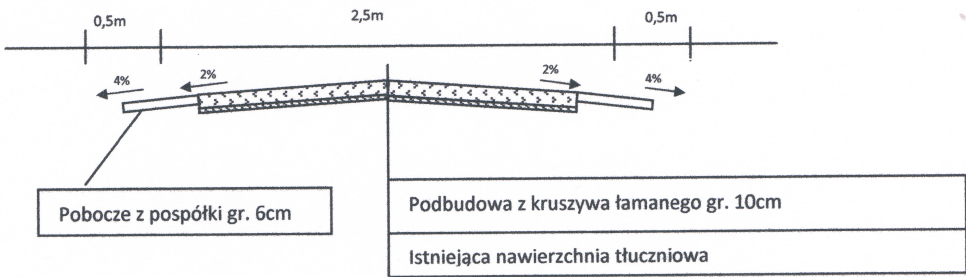 0,5m 2,5m 0,5m
4% 2% 2% 4%
Pobocze z pospółki gr. 6cm
Podbudowa z kruszywa łamanego gr. 10cm
Istniejąca nawierzchnia tłuczniowa